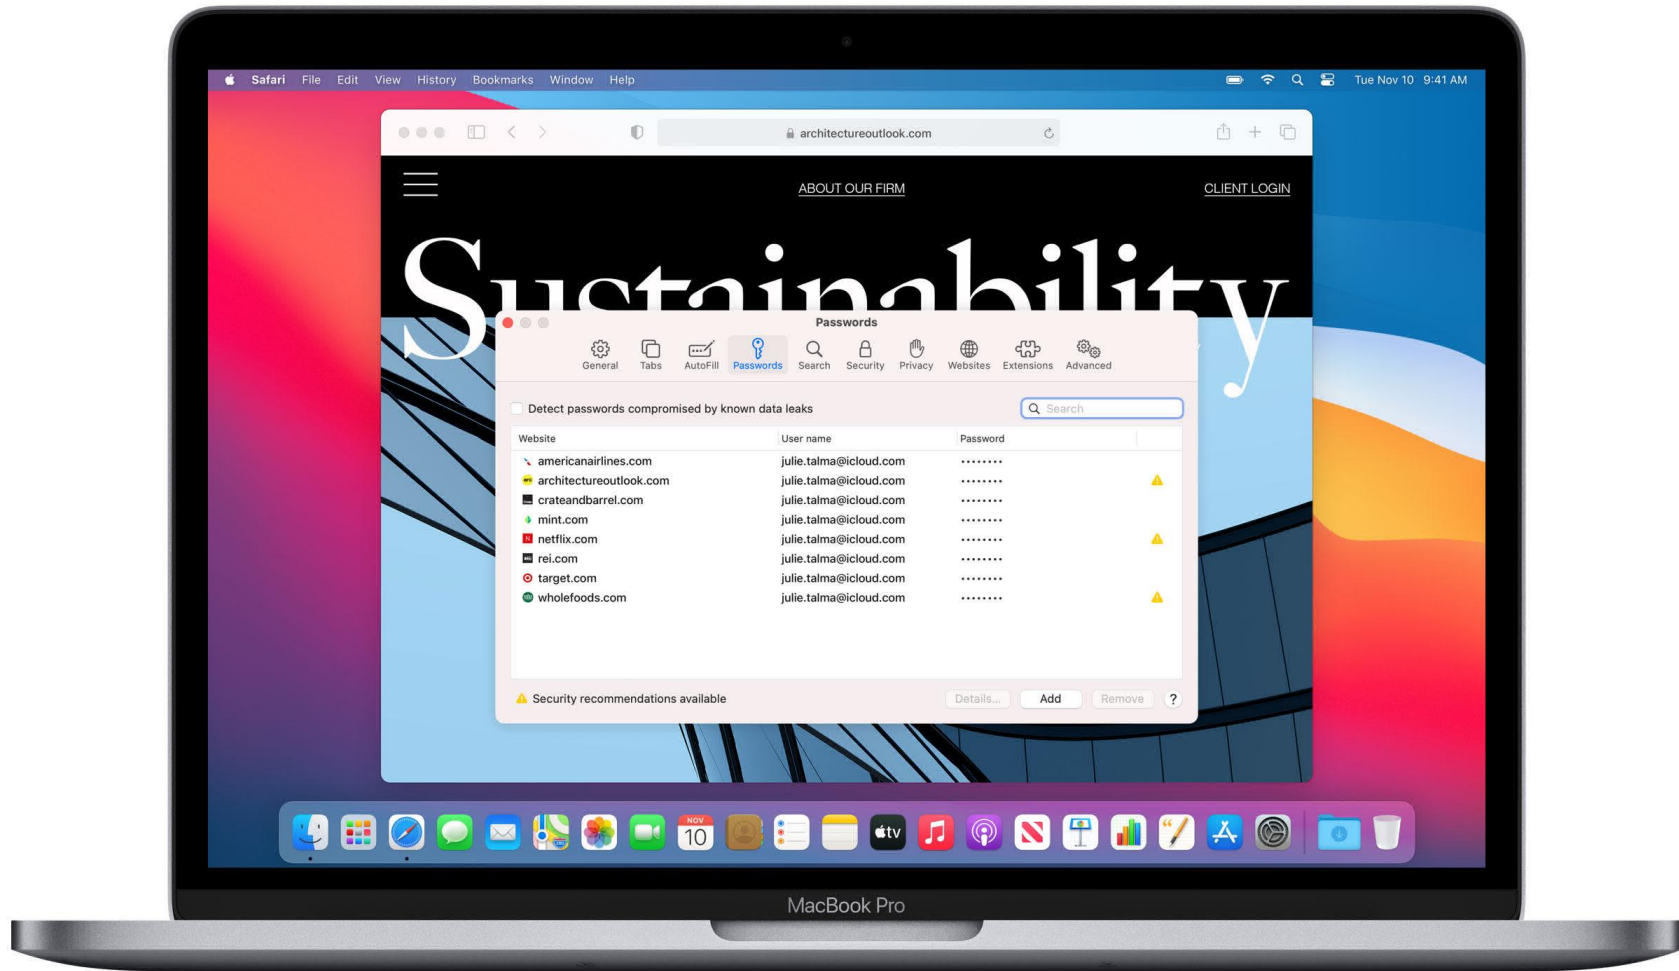 Safari File Edit View History Bookmarks Window Help Tue Nov 10 9:41 AM
architectureoutlook.com
ABOUT OUR FIRM CLIENT LOGIN
Sustainability
Passwords
General Tabs AutoFill Passwords Search Security Privacy Websites Extensions Advanced
Detect passwords compromised by known data leaks Search
Website User name Password
americanairlines.com julie.talma@icloud.com ••••••••
architectureoutlook.com julie.talma@icloud.com ••••••••
crateandbarrel.com julie.talma@icloud.com ••••••••
mint.com julie.talma@icloud.com ••••••••
N netflix.com julie.talma@icloud.com ••••••••
rei.com julie.talma@icloud.com ••••••••
target.com julie.talma@icloud.com ••••••••
wholefoods.com julie.talma@icloud.com ••••••••
Security recommendations available Details... Add Remove ?
NOV
10
tv
MacBook Pro